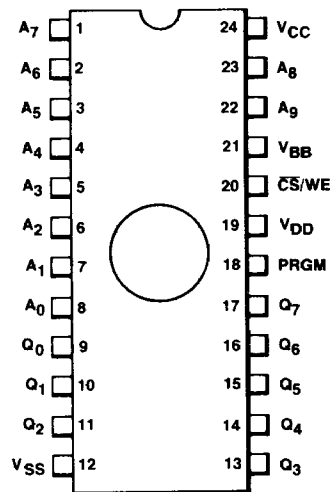 A7 1 24 VCC
A6 2 23 A8
A5 3 22 A9
A4 4 21 VBB
A3 5 20 C̅S̅/WE
A2 6 19 VDD
A1 7 18 PRGM
A0 8 17 Q7
Q0 9 16 Q6
Q1 10 15 Q5
Q2 11 14 Q4
VSS 12 13 Q3